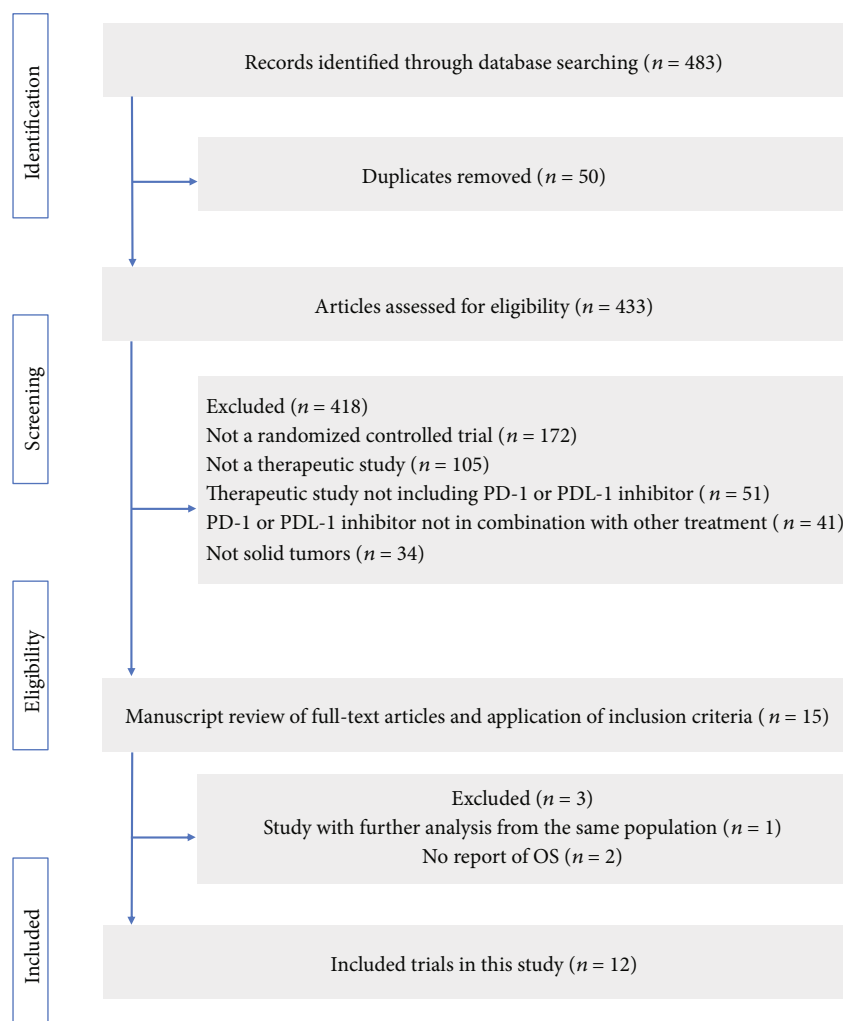 Identification
Records identified through database searching (n = 483)
Duplicates removed (n = 50)
Screening
Articles assessed for eligibility (n = 433)
Excluded (n = 418)
Not a randomized controlled trial (n = 172)
Not a therapeutic study (n = 105)
Therapeutic study not including PD-1 or PDL-1 inhibitor (n = 51)
PD-1 or PDL-1 inhibitor not in combination with other treatment (n = 41)
Not solid tumors (n = 34)
Eligibility
Manuscript review of full-text articles and application of inclusion criteria (n = 15)
Excluded (n = 3)
Study with further analysis from the same population (n = 1)
No report of OS (n = 2)
Included
Included trials in this study (n = 12)